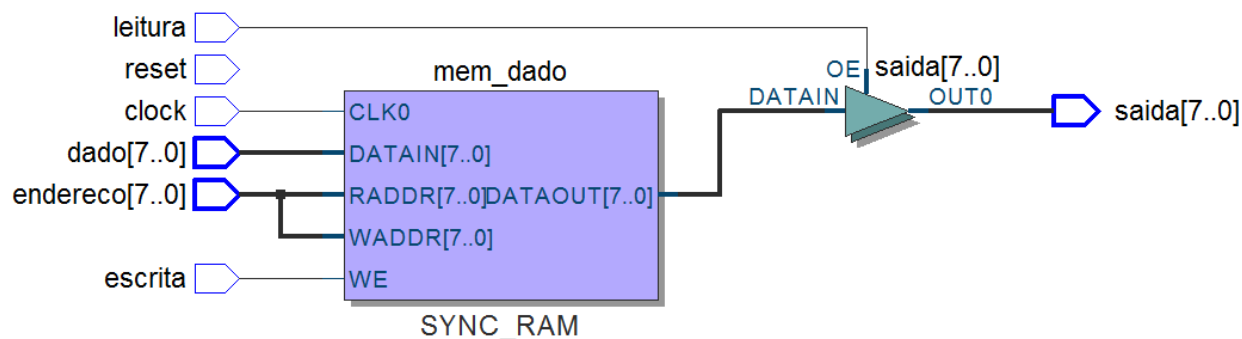 leitura
reset
clock
dado[7..0]
endereco[7..0]
escrita
mem_dado
CLK0
DATAIN[7..0]
RADDR[7..0]
DATAOUT[7..0]
WADDR[7..0]
WE
SYNC_RAM
OE
saida[7..0]
DATAIN
OUT0
saida[7..0]